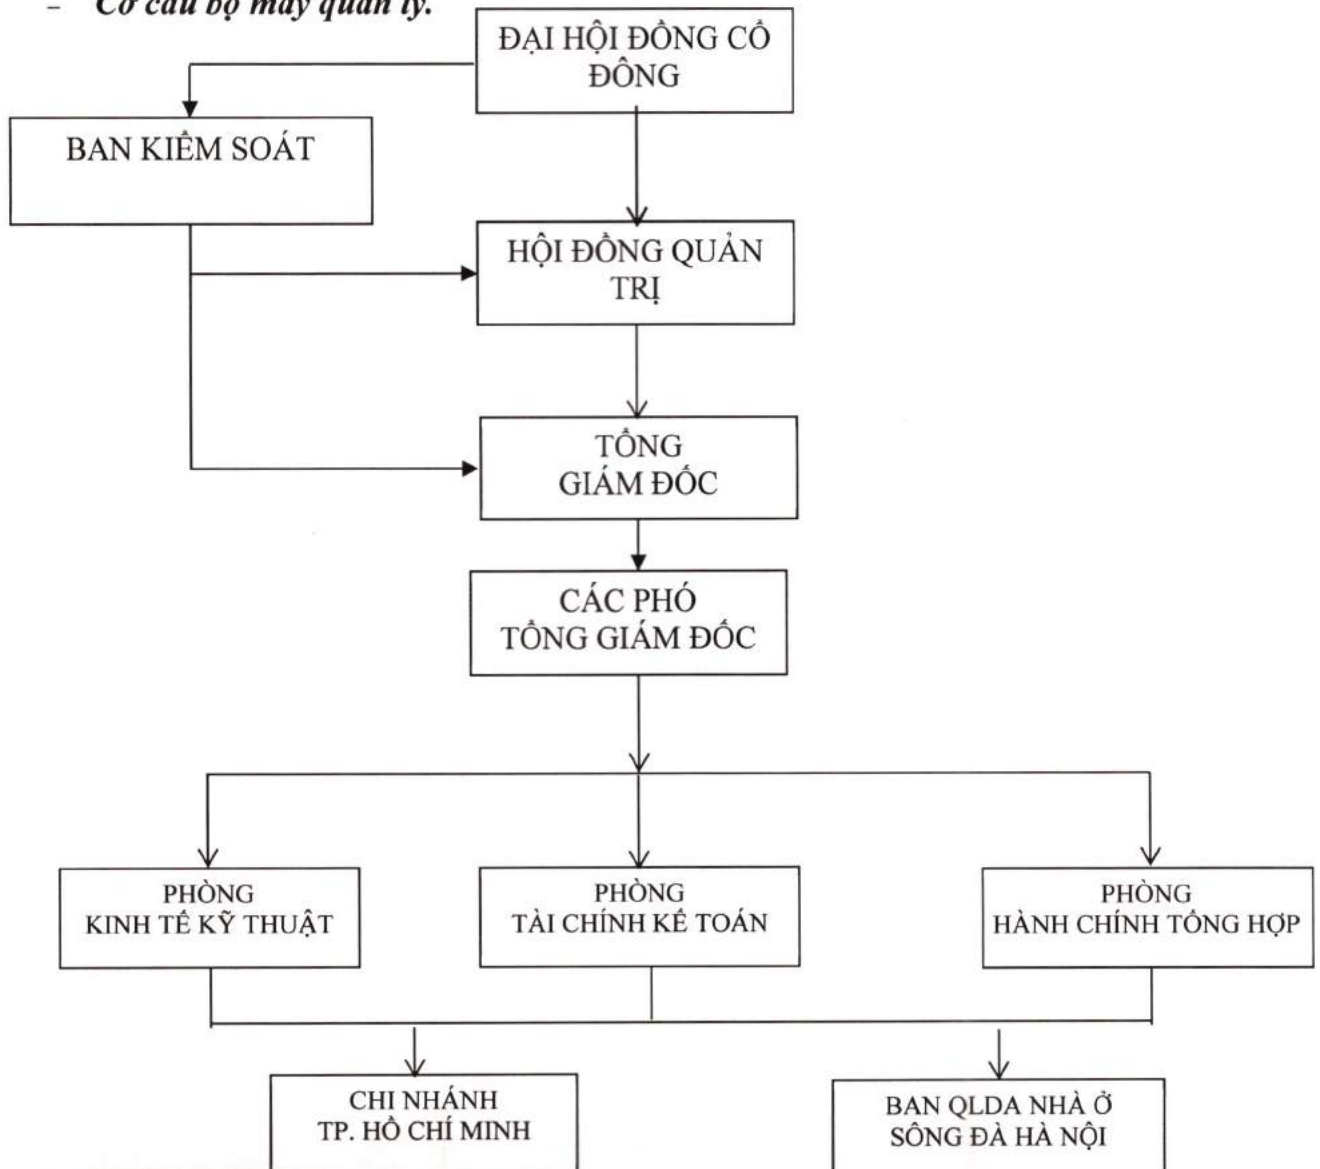 - Cơ cấu bộ máy quản lý.
ĐẠI HỘI ĐỒNG CỔ
ĐÔNG
BAN KIỂM SOÁT
HỘI ĐỒNG QUẢN
TRỊ
TỔNG
GIÁM ĐỐC
CÁC PHÓ
TỔNG GIÁM ĐỐC
PHÒNG
KINH TẾ KỸ THUẬT
PHÒNG
TÀI CHÍNH KẾ TOÁN
PHÒNG
HÀNH CHÍNH TỔNG HỢP
CHI NHÁNH
TP. HỒ CHÍ MINH
BAN QLDA NHÀ Ở
SÔNG ĐÀ HÀ NỘI